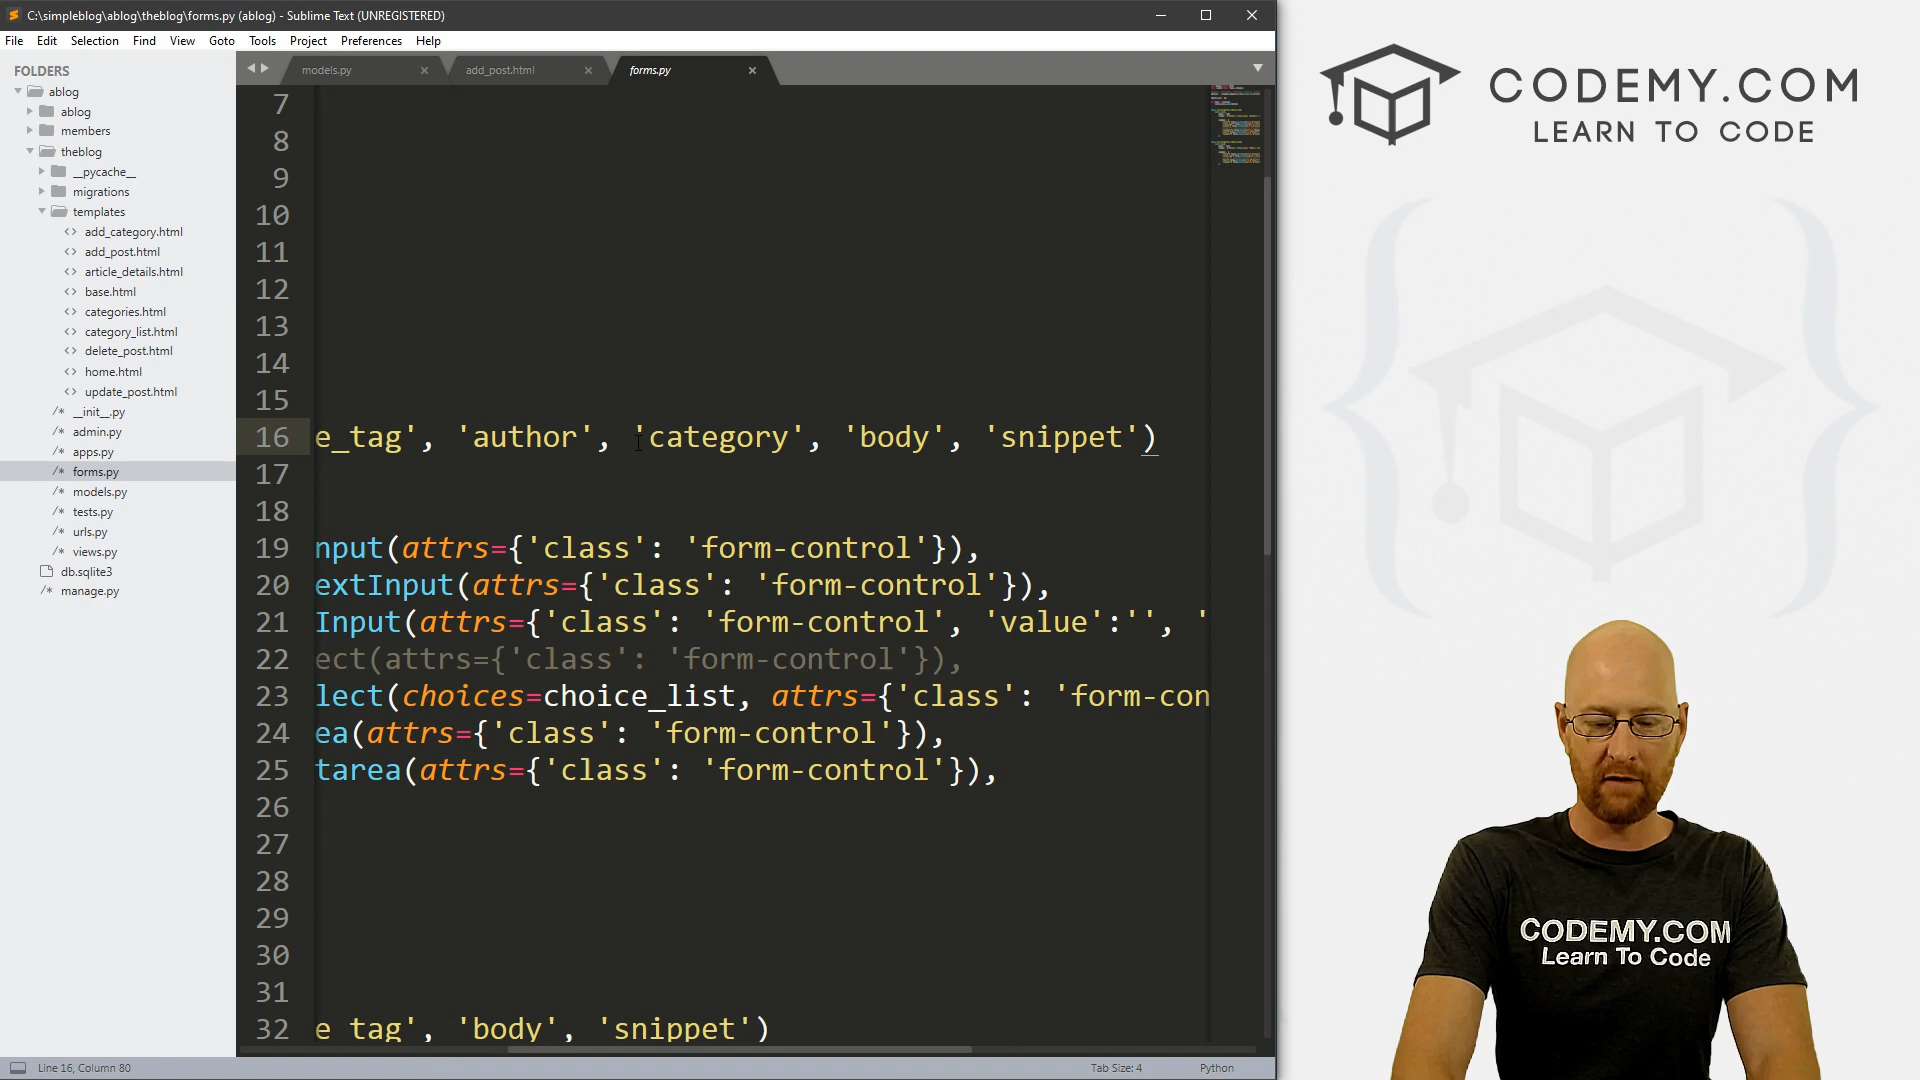 C:\simpleblog\ablog\theblog\forms.py (ablog) - Sublime Text (UNREGISTERED)
File Edit Selection Find View Goto Tools Project Preferences Help
FOLDERS
ablog
ablog
members
theblog
__pycache__
migrations
templates
add_category.html
add_post.html
article_details.html
base.html
categories.html
category_list.html
delete_post.html
home.html
update_post.html
__init__.py
admin.py
apps.py
forms.py
models.py
tests.py
urls.py
views.py
db.sqlite3
manage.py
models.py add_post.html forms.py
7
8
9
10
11
12
13
14
15
16 e_tag', 'author', 'category', 'body', 'snippet')
17
18
19 nput(attrs={'class': 'form-control'}),
20 extInput(attrs={'class': 'form-control'}),
21 Input(attrs={'class': 'form-control', 'value':'', '
22 ect(attrs={'class': 'form-control'}),
23 lect(choices=choice_list, attrs={'class': 'form-con
24 ea(attrs={'class': 'form-control'}),
25 tarea(attrs={'class': 'form-control'}),
26
27
28
29
30
31
32 e_tag', 'body', 'snippet')
Line 16, Column 80
Tab Size: 4
Python
CODEMY.COM
LEARN TO CODE
CODEMY.COM
Learn To Code